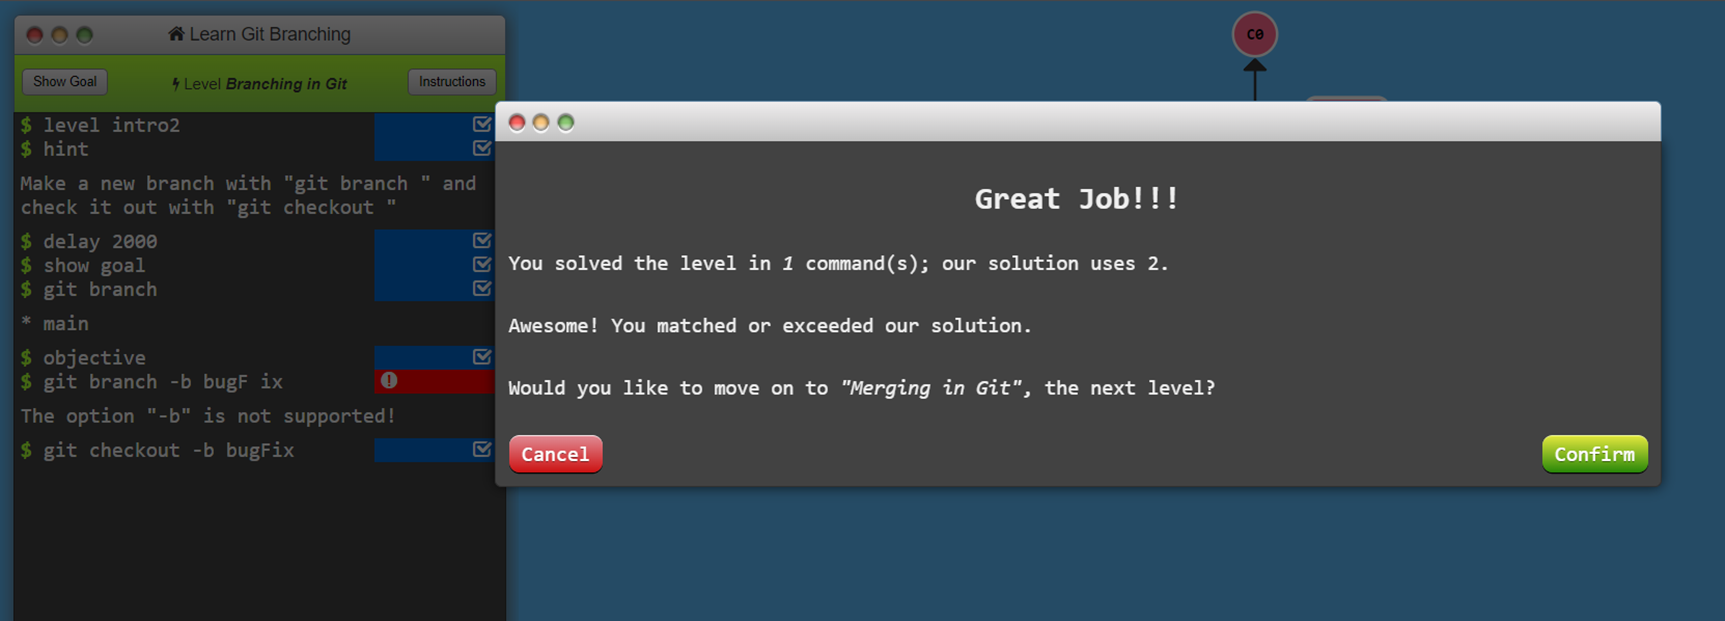 Learn Git Branching
Show Goal
Level Branching in Git
Instructions
$ level intro2
$ hint
Make a new branch with "git branch " and
check it out with "git checkout "
$ delay 2000
$ show goal
$ git branch
* main
$ objective
$ git branch -b bugF ix
The option "-b" is not supported!
$ git checkout -b bugFix
C0
Great Job!!!
You solved the level in 1 command(s); our solution uses 2.
Awesome! You matched or exceeded our solution.
Would you like to move on to "Merging in Git", the next level?
Cancel
Confirm